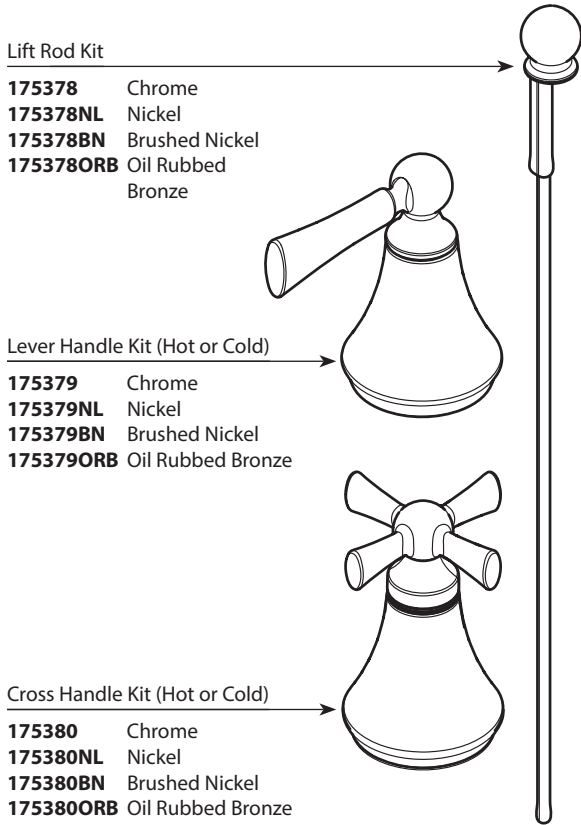 Lift Rod Kit
175378 Chrome
175378NL Nickel
175378BN Brushed Nickel
175378ORB Oil Rubbed
Bronze
Lever Handle Kit (Hot or Cold)
175379 Chrome
175379NL Nickel
175379BN Brushed Nickel
175379ORB Oil Rubbed Bronze
Cross Handle Kit (Hot or Cold)
175380 Chrome
175380NL Nickel
175380BN Brushed Nickel
175380ORB Oil Rubbed Bronze